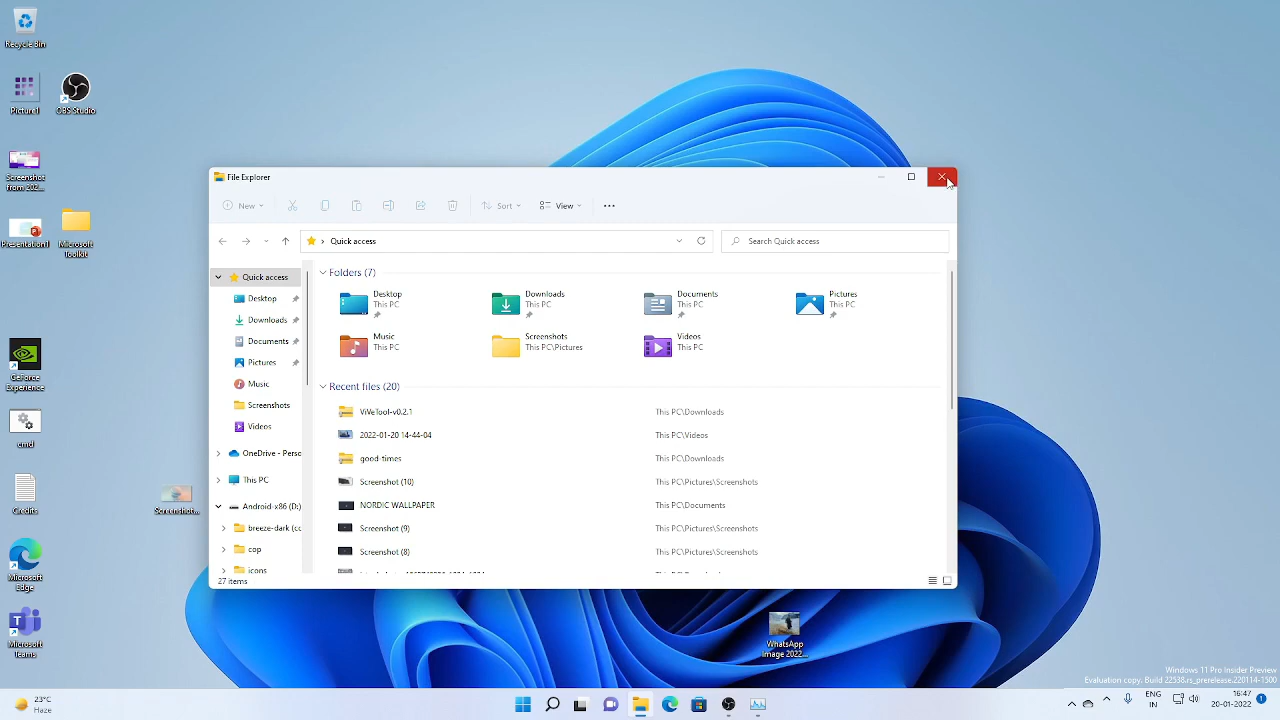 Recycle Bin
Picture1
OBS Studio
Screenshot
from 202...
Presentation1
Microsoft
Toolkit
GeForce
Experience
cmd
Credits
Screenshot...
Microsoft
Edge
Microsoft
Teams
File Explorer
New
Sort
View
Quick access
Search Quick access
Quick access
Desktop
Downloads
Documents
Pictures
Music
Screenshots
Videos
OneDrive - Perso
This PC
Android-x86 (D:)
breeze-dark (co
cop
icons
Folders (7)
Desktop
This PC
Downloads
This PC
Documents
This PC
Pictures
This PC
Music
This PC
Screenshots
This PC\Pictures
Videos
This PC
Recent files (20)
ViVeTool-v0.2.1 This PC\Downloads
2022-01-20 14-44-04 This PC\Videos
good-times This PC\Downloads
Screenshot (10) This PC\Pictures\Screenshots
NORDIC WALLPAPER This PC\Documents
Screenshot (9) This PC\Pictures\Screenshots
Screenshot (8) This PC\Pictures\Screenshots
27 items
WhatsApp
Image 2022...
Windows 11 Pro Insider Preview
Evaluation copy. Build 22538.rs_prerelease.220114-1500
23°C
Haze
ENG
IN
16:47
20-01-2022
1